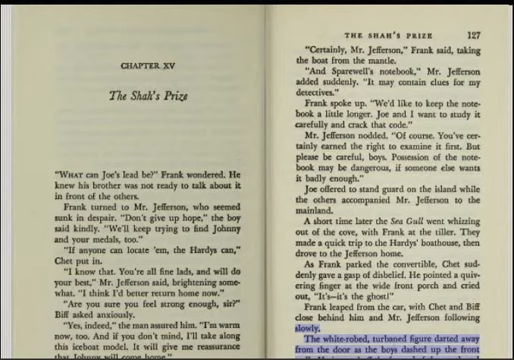 CHAPTER XV
The Shah's Prize
"WHAT can Joe's lead be?" Frank wondered. He
knew his brother was not ready to talk about it
in front of the others.
Frank turned to Mr. Jefferson, who seemed
sunk in despair. "Don't give up hope," the boy
said kindly. "We'll keep trying to find Johnny
and your medals, too."
"If anyone can locate 'em, the Hardys can,"
Chet put in.
"I know that. You're all fine lads, and will do
your best," Mr. Jefferson said, brightening some-
what. "I think I'd better return home now."
"Are you sure you feel strong enough, sir?"
Biff asked anxiously.
"Yes, indeed," the man assured him. "I'm warm
now, too. And if you don't mind, I'll take along
this iceboat model. It will give me reassurance
that Johnny will come home."
THE SHAH'S PRIZE 127
"Certainly, Mr. Jefferson," Frank said, taking
the boat from the mantle.
"And Sparewell's notebook," Mr. Jefferson
added suddenly. "It may contain clues for my
detectives."
Frank spoke up. "We'd like to keep the note-
book a little longer. Joe and I want to study it
carefully and crack that code."
Mr. Jefferson nodded. "Of course. You've cer-
tainly earned the right to examine it first. But
please be careful, boys. Possession of the note-
book may be dangerous, if someone else wants
it badly enough."
Joe offered to stand guard on the island while
the others accompanied Mr. Jefferson to the
mainland.
A short time later the Sea Gull went whizzing
out of the cove, with Frank at the tiller. They
made a quick trip to the Hardys' boathouse, then
drove to the Jefferson home.
As Frank parked the convertible, Chet sud-
denly gave a gasp of disbelief. He pointed a quiv-
ering finger at the wide front porch and cried
out, "It's—it's the ghost!"
Frank leaped from the car, with Chet and Biff
close behind him and Mr. Jefferson following
slowly.
The white-robed, turbaned figure darted away
from the door as the boys dashed up the front